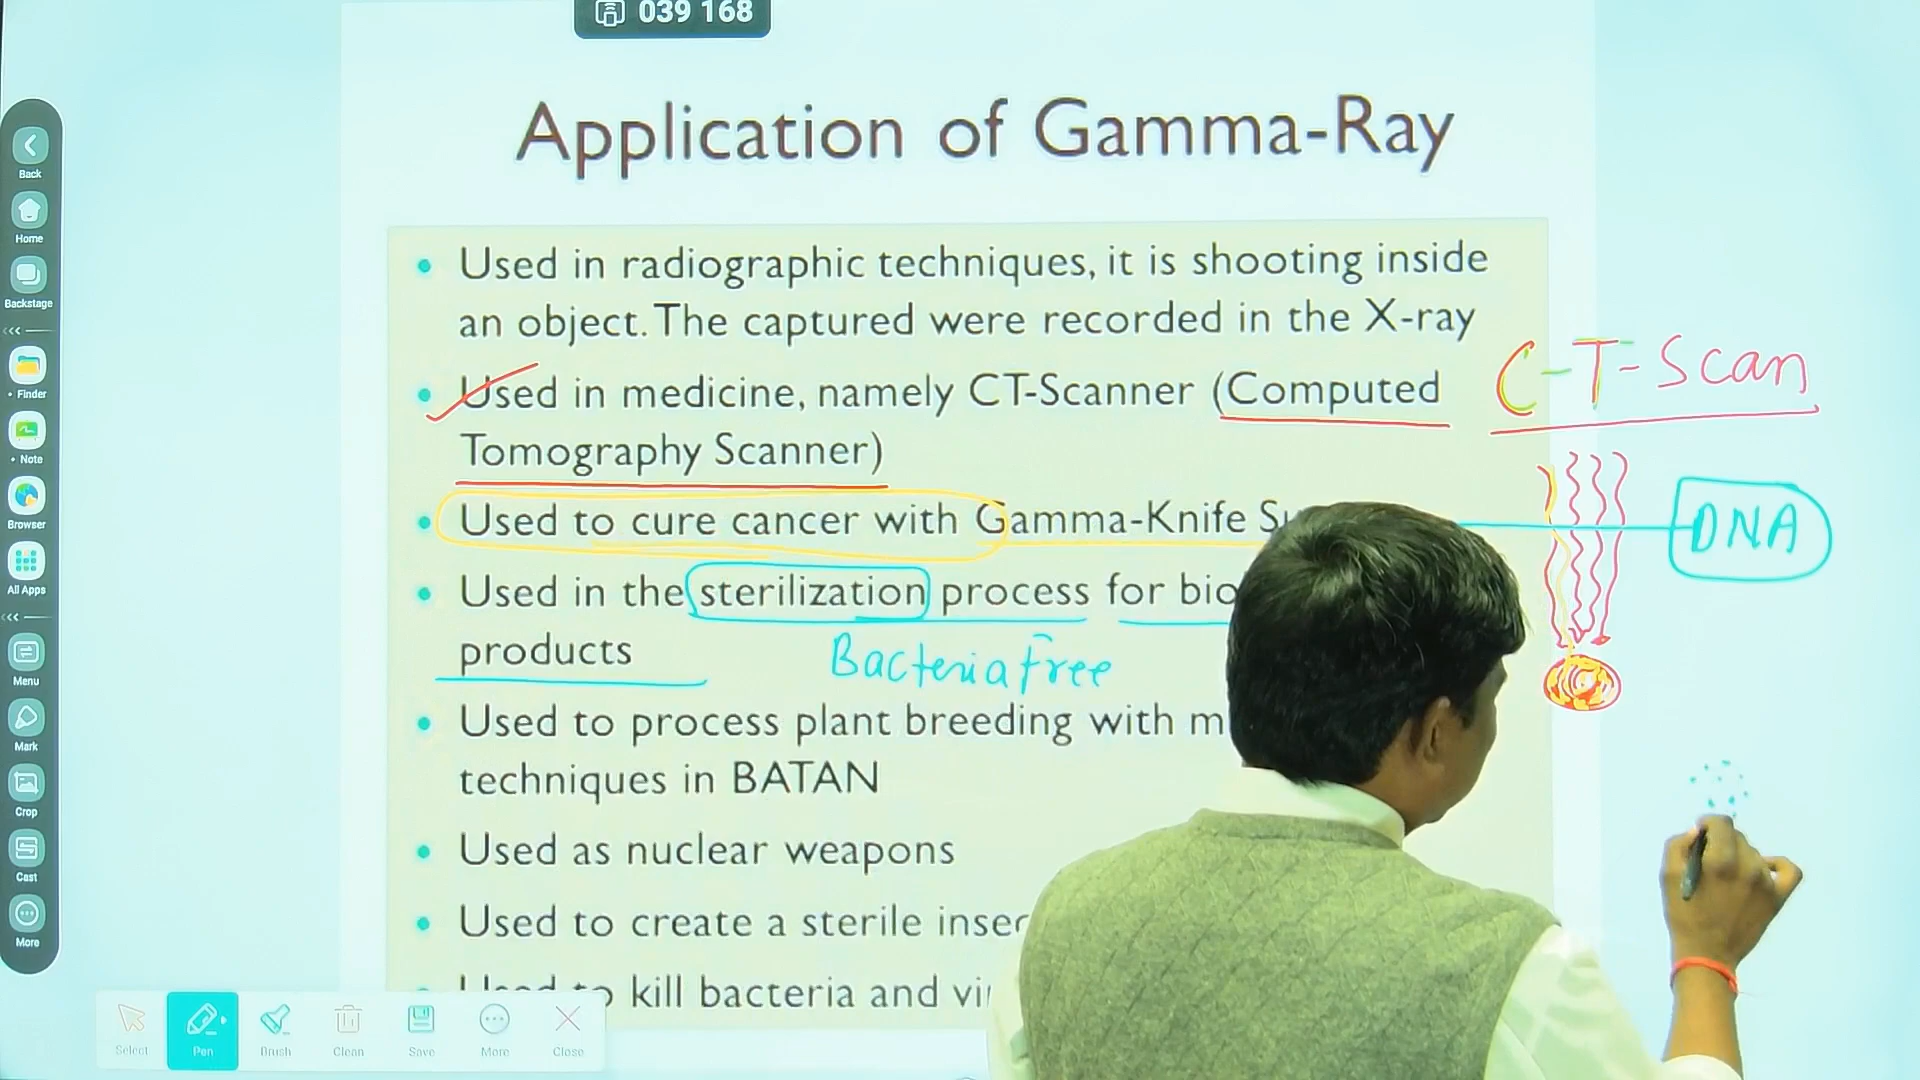 039 168
Application of Gamma-Ray
Used in radiographic techniques, it is shooting inside
an object. The captured were recorded in the X-ray
Used in medicine, namely CT-Scanner (Computed
Tomography Scanner)
C-T-Scan
Used to cure cancer with Gamma-Knife
DNA
Used in the sterilization process for
products
Bacteria Free
Used to process plant breeding with
techniques in BATAN
Used as nuclear weapons
Used to create a sterile
Used to kill bacteria and
Back
Home
Backstage
Finder
Note
Browser
All Apps
Menu
Mark
Crop
Cast
More
Select
Pen
Brush
Clean
Save
More
Close